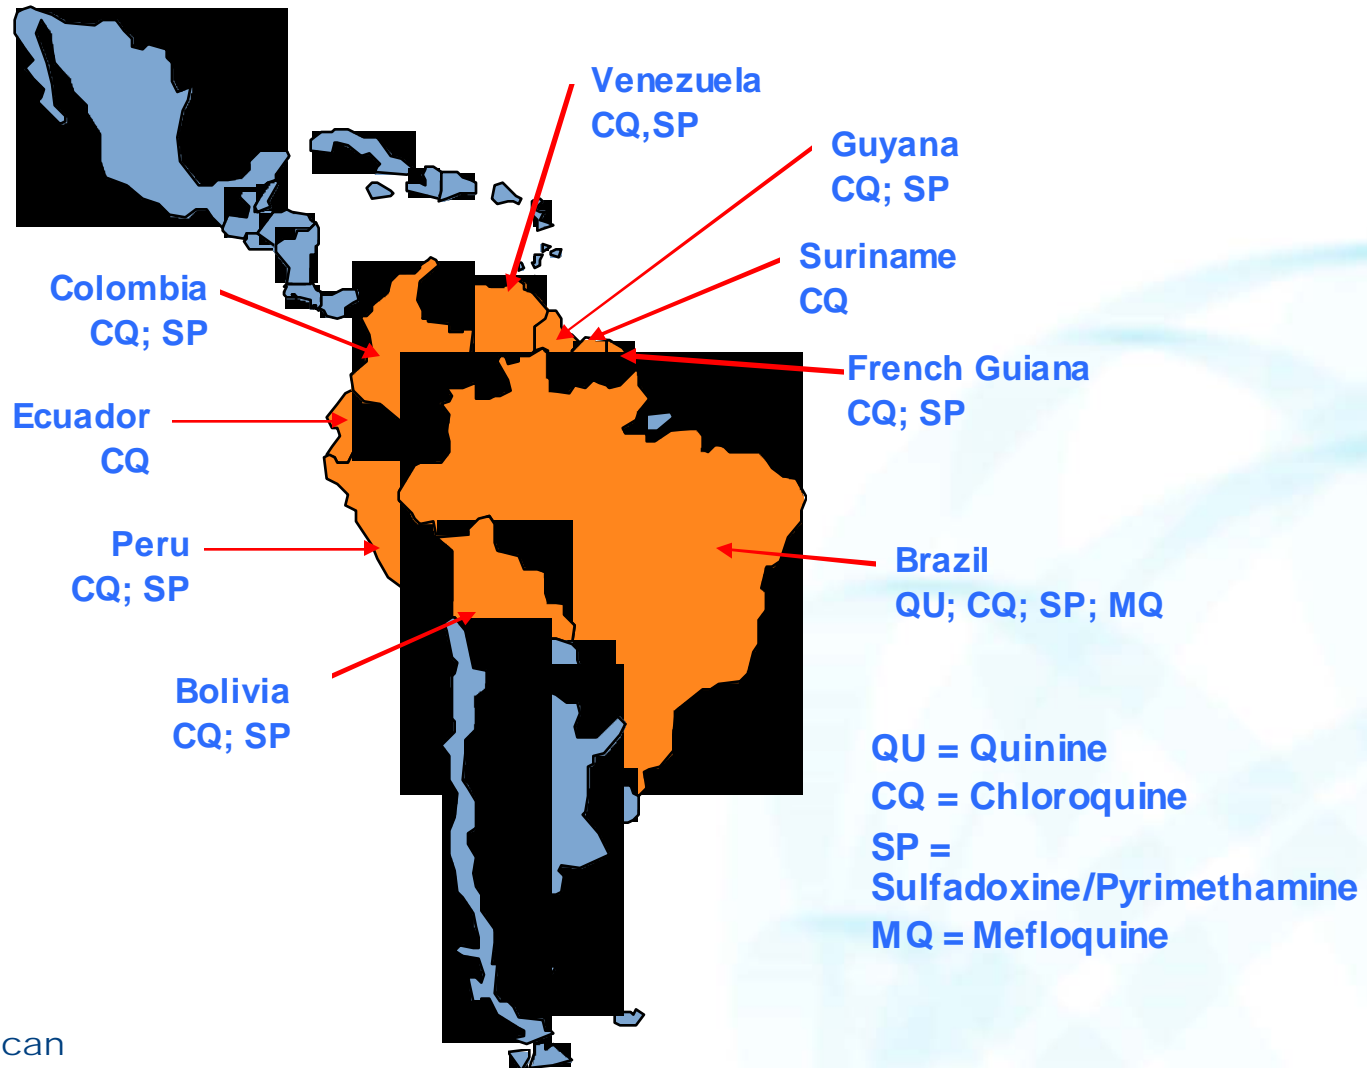 Venezuela
CQ,SP
Guyana
CQ; SP
Suriname
CQ
Colombia
CQ; SP
French Guiana
CQ; SP
Ecuador
CQ
Peru
CQ; SP
Brazil
QU; CQ; SP; MQ
Bolivia
CQ; SP
QU = Quinine
CQ = Chloroquine
SP =
Sulfadoxine/Pyrimethamine
MQ = Mefloquine
can